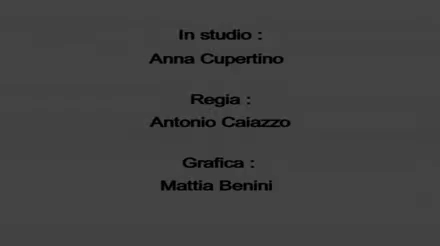 In studio :
Anna Cupertino
Regia :
Antonio Caiazzo
Grafica :
Mattia Benini